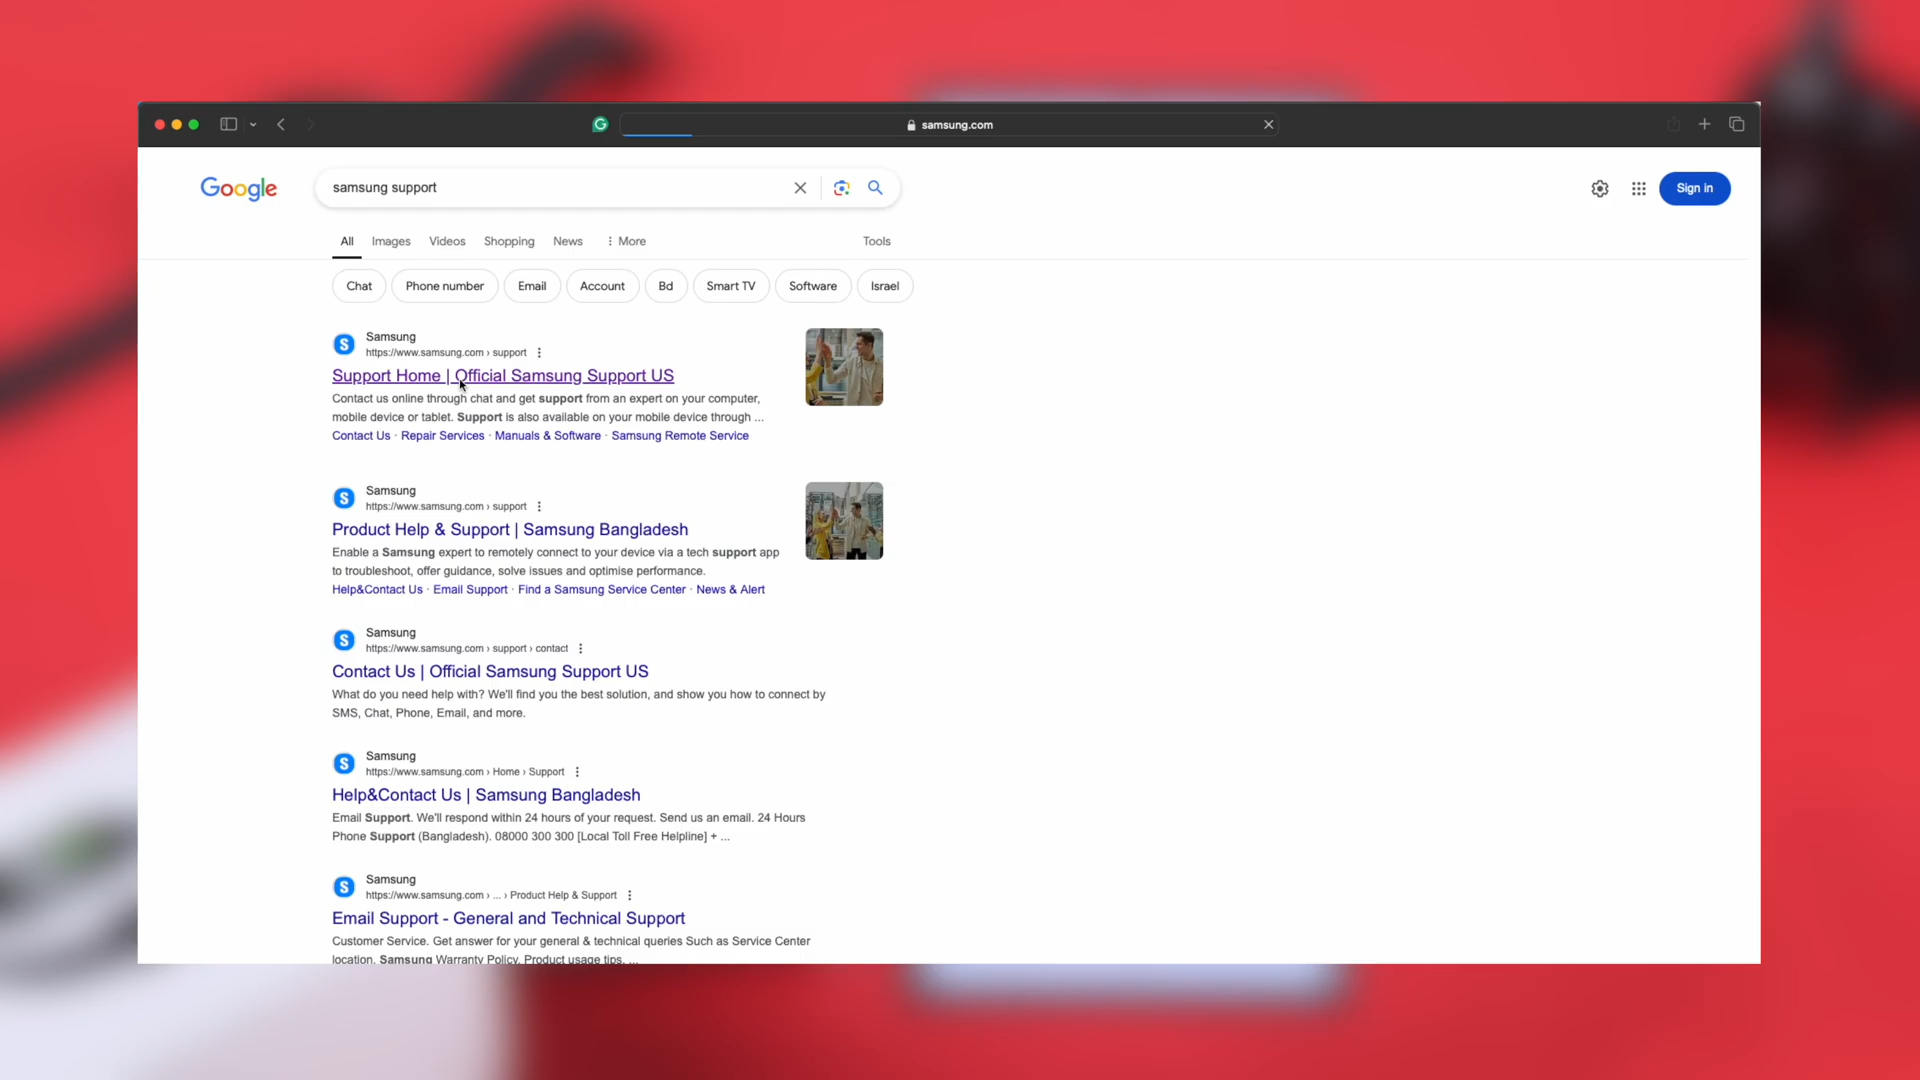 samsung.com
Google
samsung support
Sign in
All Images Videos Shopping News More Tools
Chat Phone number Email Account Bd Smart TV Software Israel
Samsung
https://www.samsung.com › support
Support Home | Official Samsung Support US
Contact us online through chat and get support from an expert on your computer,
mobile device or tablet. Support is also available on your mobile device through ...
Contact Us · Repair Services · Manuals & Software · Samsung Remote Service
Samsung
https://www.samsung.com › support
Product Help & Support | Samsung Bangladesh
Enable a Samsung expert to remotely connect to your device via a tech support app
to troubleshoot, offer guidance, solve issues and optimise performance.
Help&Contact Us · Email Support · Find a Samsung Service Center · News & Alert
Samsung
https://www.samsung.com › support › contact
Contact Us | Official Samsung Support US
What do you need help with? We'll find you the best solution, and show you how to connect by
SMS, Chat, Phone, Email, and more.
Samsung
https://www.samsung.com › Home › Support
Help&Contact Us | Samsung Bangladesh
Email Support. We'll respond within 24 hours of your request. Send us an email. 24 Hours
Phone Support (Bangladesh). 08000 300 300 [Local Toll Free Helpline] + ...
Samsung
https://www.samsung.com › ... › Product Help & Support
Email Support - General and Technical Support
Customer Service. Get answer for your general & technical queries Such as Service Center
location, Samsung Warranty Policy, Product usage tips, ...